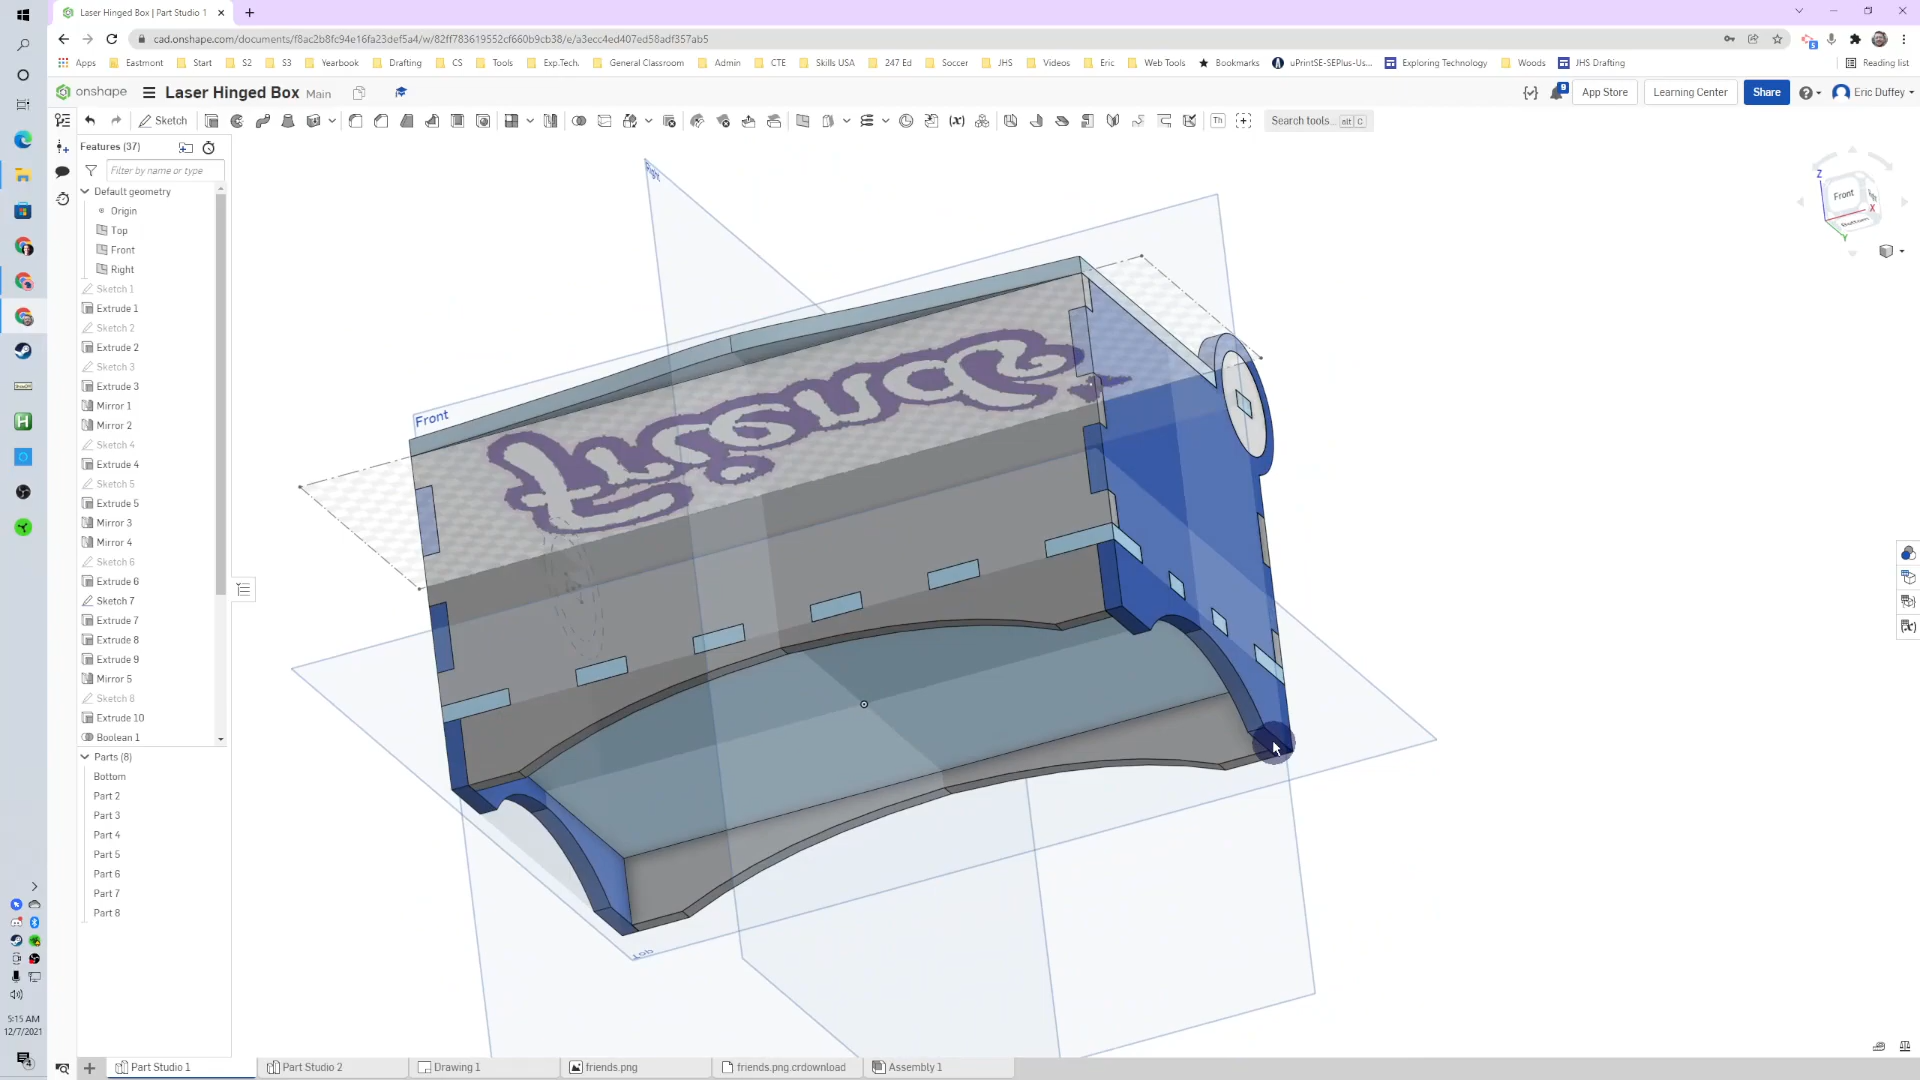 Laser Hinged Box | Part Studio 1
cad.onshape.com/documents/f8ac2b8fc94e16fa23def5a4/w/82ff783619552cf660b9cb38/e/a3ecc4ed407ed58adf357ab5
Apps Eastmont Start S2 S3 Yearbook Drafting CS Tools Exp.Tech. General Classroom Admin CTE Skills USA 247 Ed Soccer JHS Videos Eric Web Tools Bookmarks uPrintSE-SEPlus-Us... Exploring Technology Woods JHS Drafting Reading list
onshape Laser Hinged Box Main 9 App Store Learning Center Share Eric Duffey
Sketch Search tools... alt C
Features (37)
Filter by name or type
Default geometry
Origin
Top
Front
Right
Sketch 1
Extrude 1
Sketch 2
Extrude 2
Sketch 3
Extrude 3
Mirror 1
Mirror 2
Sketch 4
Extrude 4
Sketch 5
Extrude 5
Mirror 3
Mirror 4
Sketch 6
Extrude 6
Sketch 7
Extrude 7
Extrude 8
Extrude 9
Mirror 5
Sketch 8
Extrude 10
Boolean 1
Parts (8)
Bottom
Part 2
Part 3
Part 4
Part 5
Part 6
Part 7
Part 8
Right
Front
Top
Z
Front
X
Y
5:15 AM
12/7/2021
Part Studio 1 Part Studio 2 Drawing 1 friends.png friends.png.crdownload Assembly 1